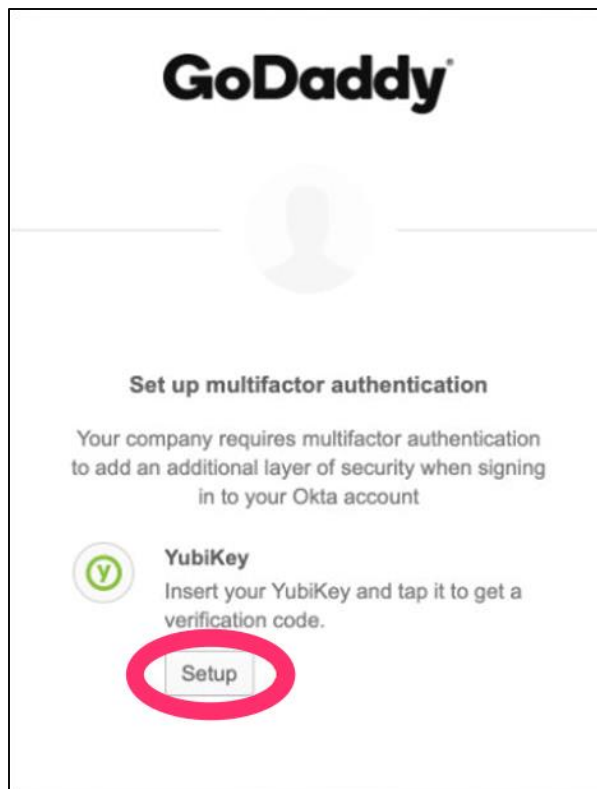 GoDaddy®
Set up multifactor authentication
Your company requires multifactor authentication
to add an additional layer of security when signing
in to your Okta account
YubiKey
Insert your YubiKey and tap it to get a
verification code.
Setup